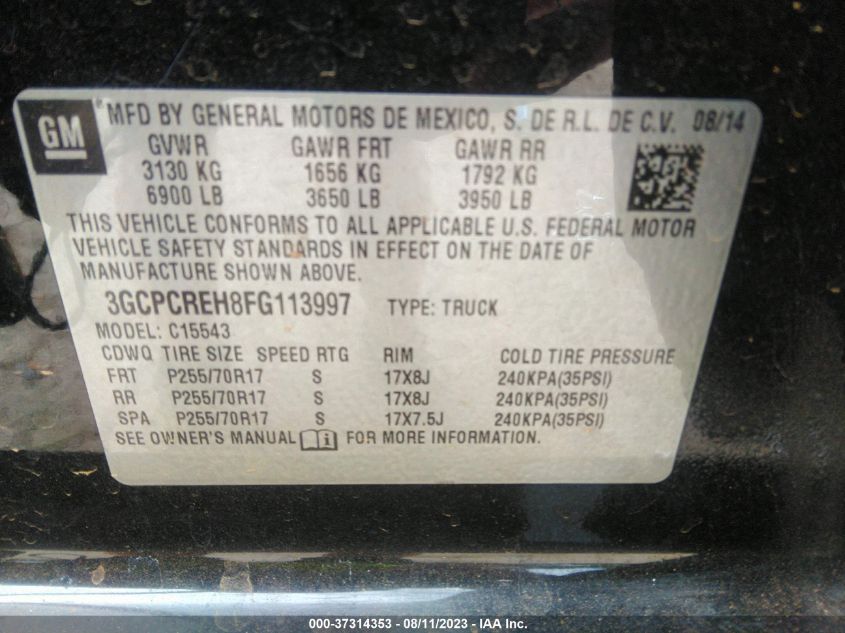 GM ® MFD BY GENERAL MOTORS DE MEXICO, S. DE R.L. DE C.V. 08/14
GVWR GAWR FRT GAWR RR
3130 KG 1656 KG 1792 KG
6900 LB 3650 LB 3950 LB
THIS VEHICLE CONFORMS TO ALL APPLICABLE U.S. FEDERAL MOTOR
VEHICLE SAFETY STANDARDS IN EFFECT ON THE DATE OF
MANUFACTURE SHOWN ABOVE.
3GCPCREH8FG113997 TYPE: TRUCK
MODEL: C15543
CDWQ TIRE SIZE SPEED RTG RIM COLD TIRE PRESSURE
FRT P255/70R17 S 17X8J 240KPA(35PSI)
RR P255/70R17 S 17X8J 240KPA(35PSI)
SPA P255/70R17 S 17X7.5J 240KPA(35PSI)
SEE OWNER'S MANUAL i FOR MORE INFORMATION.
000-37314353 - 08/11/2023 - IAA Inc.